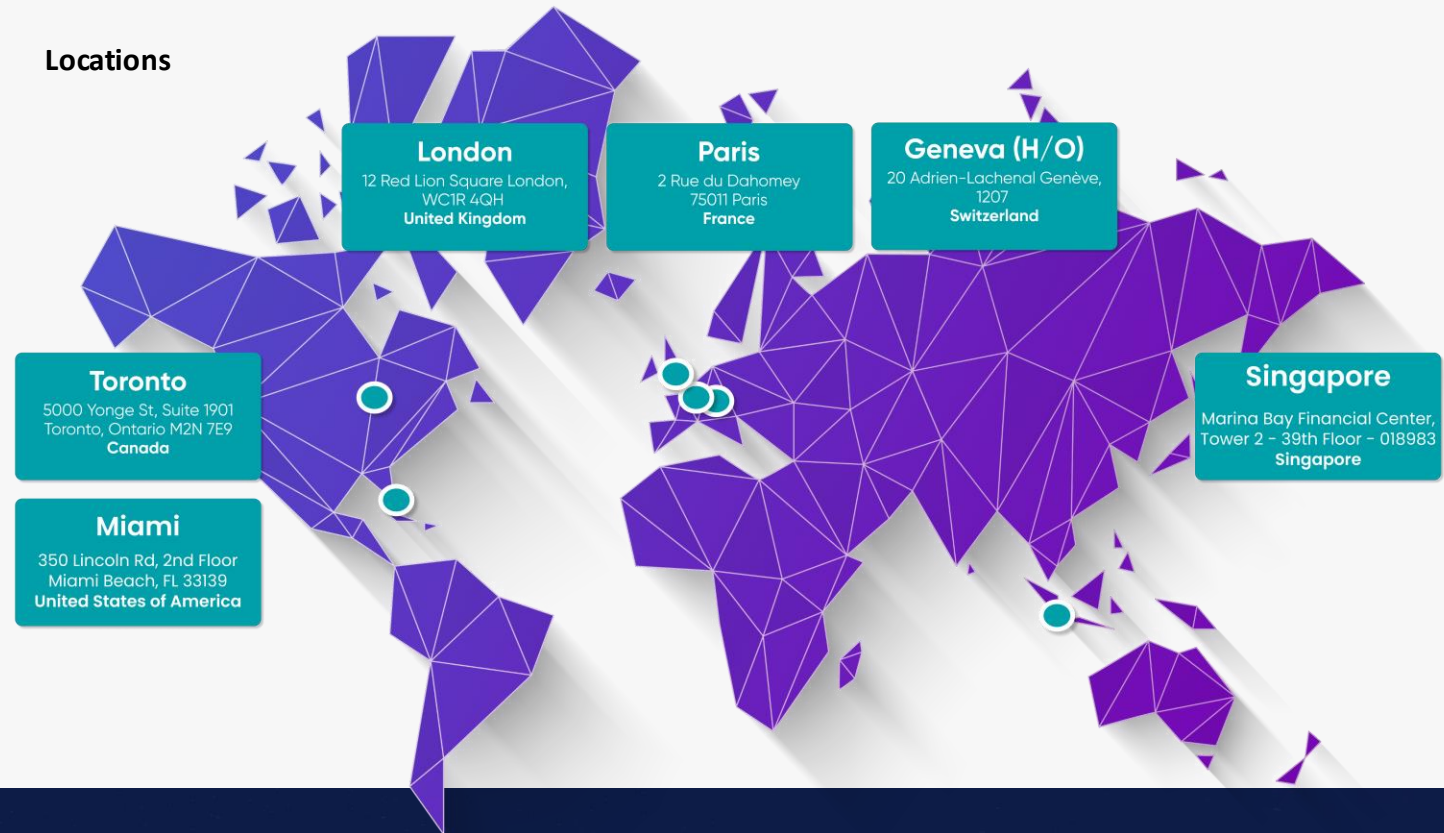 Locations
London
12 Red Lion Square London,
WC1R 4QH
United Kingdom
Paris
2 Rue du Dahomey
75011 Paris
France
Geneva (H/O)
20 Adrien-Lachenal Genève,
1207
Switzerland
Toronto
5000 Yonge St, Suite 1901
Toronto, Ontario M2N 7E9
Canada
Singapore
Marina Bay Financial Center,
Tower 2 - 39th Floor - 018983
Singapore
Miami
350 Lincoln Rd, 2nd Floor
Miami Beach, FL 33139
United States of America